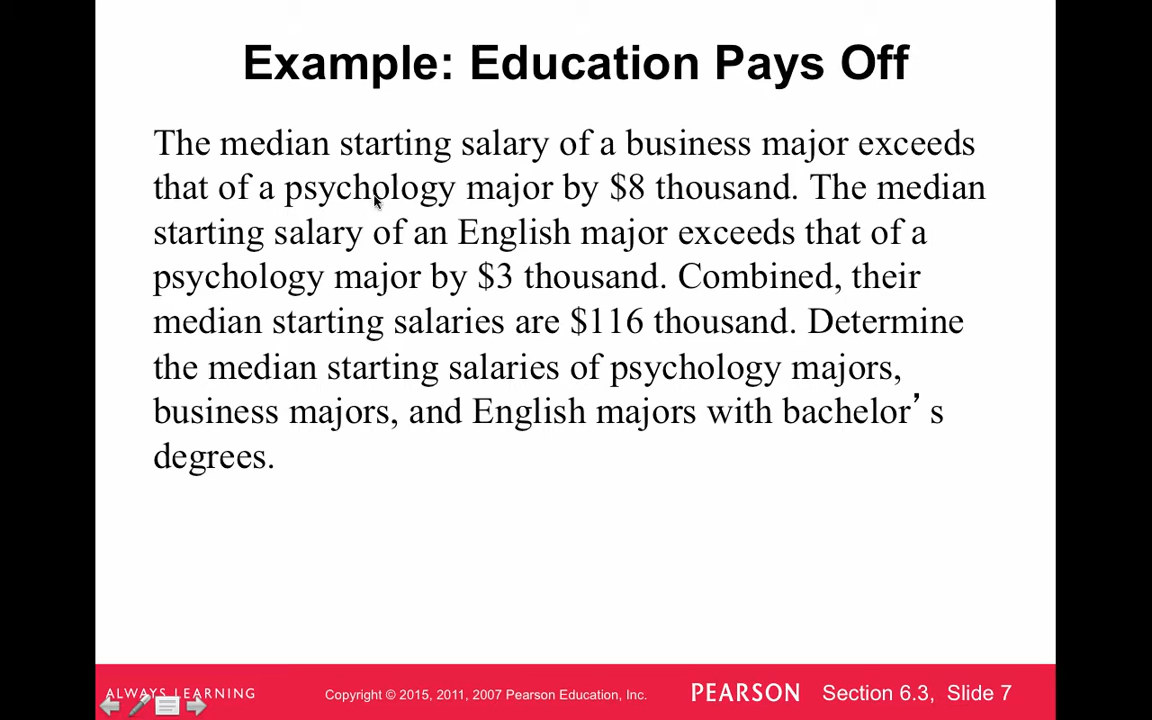 Example: Education Pays Off
The median starting salary of a business major exceeds
that of a psychology major by $8 thousand. The median
starting salary of an English major exceeds that of a
psychology major by $3 thousand. Combined, their
median starting salaries are $116 thousand. Determine
the median starting salaries of psychology majors,
business majors, and English majors with bachelor’s
degrees.
ALWAYS LEARNING
Copyright © 2015, 2011, 2007 Pearson Education, Inc.
PEARSON
Section 6.3, Slide 7